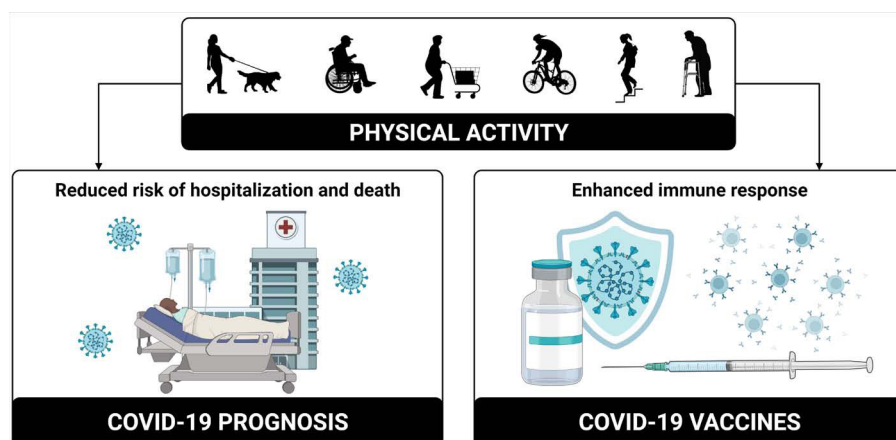 PHYSICAL ACTIVITY
Reduced risk of hospitalization and death
COVID-19 PROGNOSIS
Enhanced immune response
COVID-19 VACCINES